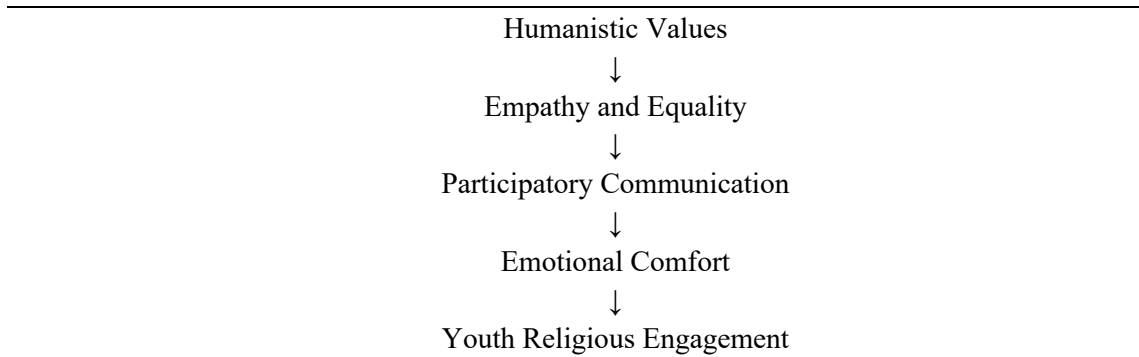 Humanistic Values
↓
Empathy and Equality
↓
Participatory Communication
↓
Emotional Comfort
↓
Youth Religious Engagement